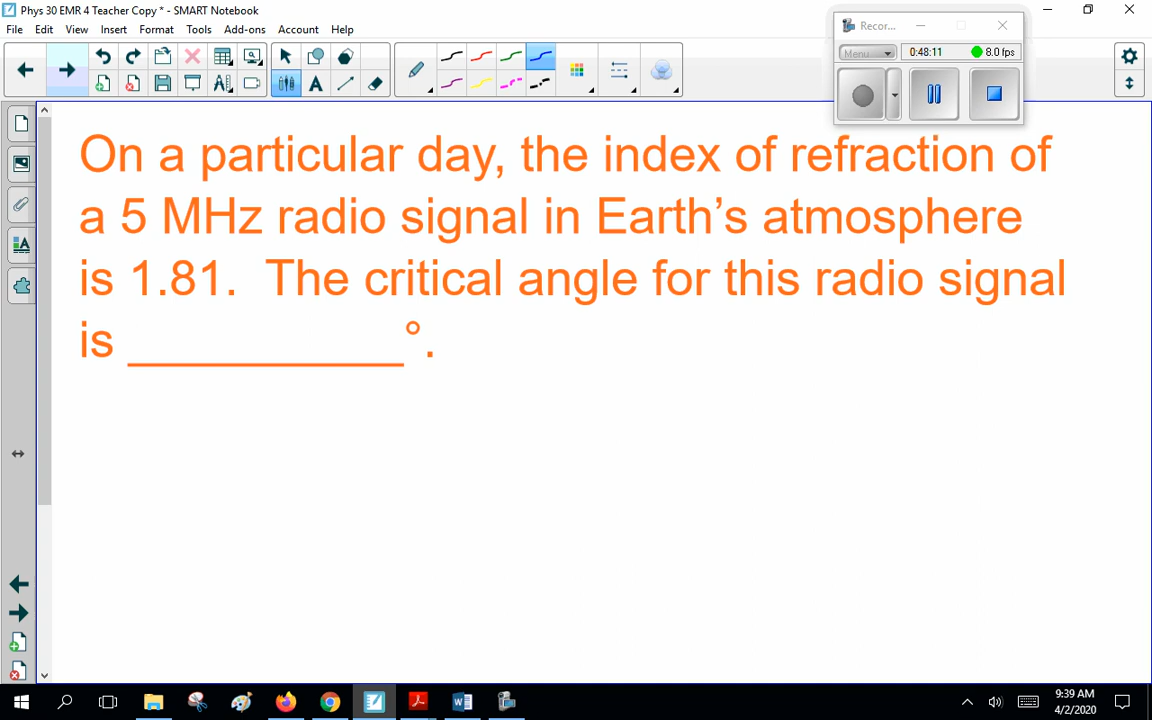 Phys 30 EMR 4 Teacher Copy * - SMART Notebook
File Edit View Insert Format Tools Add-ons Account Help
Recor...
Menu 0:48:11 8.0 fps
On a particular day, the index of refraction of
a 5 MHz radio signal in Earth’s atmosphere
is 1.81. The critical angle for this radio signal
is ___________°.
9:39 AM
4/2/2020